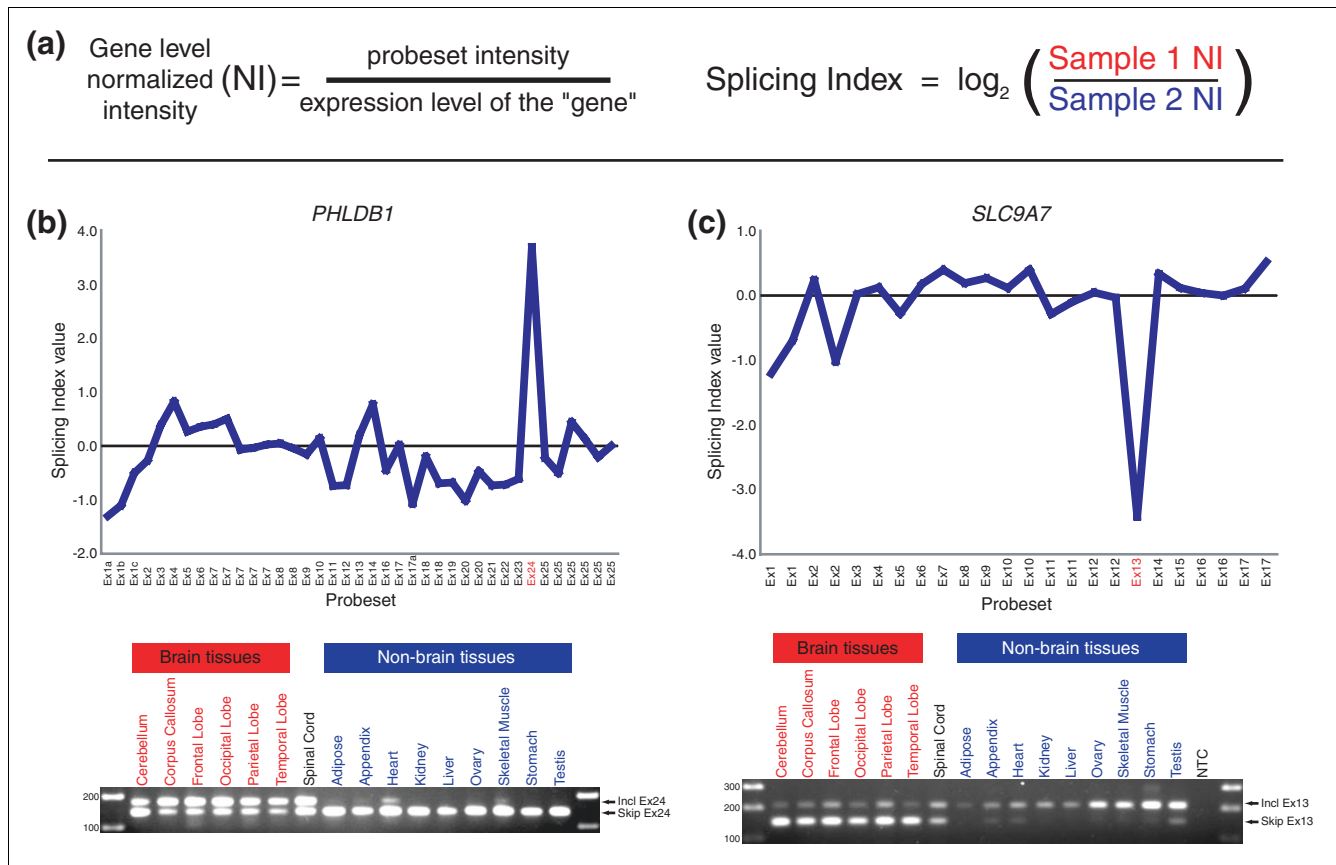 (a)
Gene level
normalized
intensity
(NI) =
probeset intensity
expression level of the "gene"
Splicing Index = log2 ( Sample 1 NI
Sample 2 NI )
(b)
PHLDB1
4.0
3.0
2.0
1.0
0.0
-1.0
-2.0
Splicing Index value
Ex1a
Ex1b
Ex1c
Ex2
Ex3
Ex4
Ex5
Ex6
Ex7
Ex7
Ex7
Ex7
Ex7
Ex8
Ex8
Ex9
Ex10
Ex11
Ex12
Ex13
Ex14
Ex16
Ex17
Ex17a
Ex18
Ex18
Ex19
Ex20
Ex20
Ex21
Ex22
Ex23
Ex24
Ex25
Ex25
Ex25
Ex25
Ex25
Ex25
Probeset
Brain tissues
Non-brain tissues
Cerebellum
Corpus Callosum
Frontal Lobe
Occipital Lobe
Parietal Lobe
Temporal Lobe
Spinal Cord
Adipose
Appendix
Heart
Kidney
Liver
Ovary
Skeletal Muscle
Stomach
Testis
200
100
Incl Ex24
Skip Ex24
(c)
SLC9A7
1.0
0.0
-1.0
-2.0
-3.0
-4.0
Splicing Index value
Ex1
Ex1
Ex2
Ex2
Ex3
Ex4
Ex5
Ex6
Ex7
Ex8
Ex9
Ex10
Ex10
Ex11
Ex11
Ex12
Ex12
Ex13
Ex14
Ex15
Ex16
Ex16
Ex17
Ex17
Probeset
Brain tissues
Non-brain tissues
Cerebellum
Corpus Callosum
Frontal Lobe
Occipital Lobe
Parietal Lobe
Temporal Lobe
Spinal Cord
Adipose
Appendix
Heart
Kidney
Liver
Ovary
Skeletal Muscle
Stomach
Testis
NTC
300
200
100
Incl Ex13
Skip Ex13